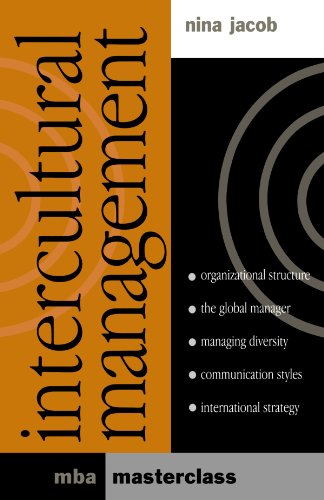 nina jacob
intercultural
management
organizational structure
the global manager
managing diversity
communication styles
international strategy
mba masterclass